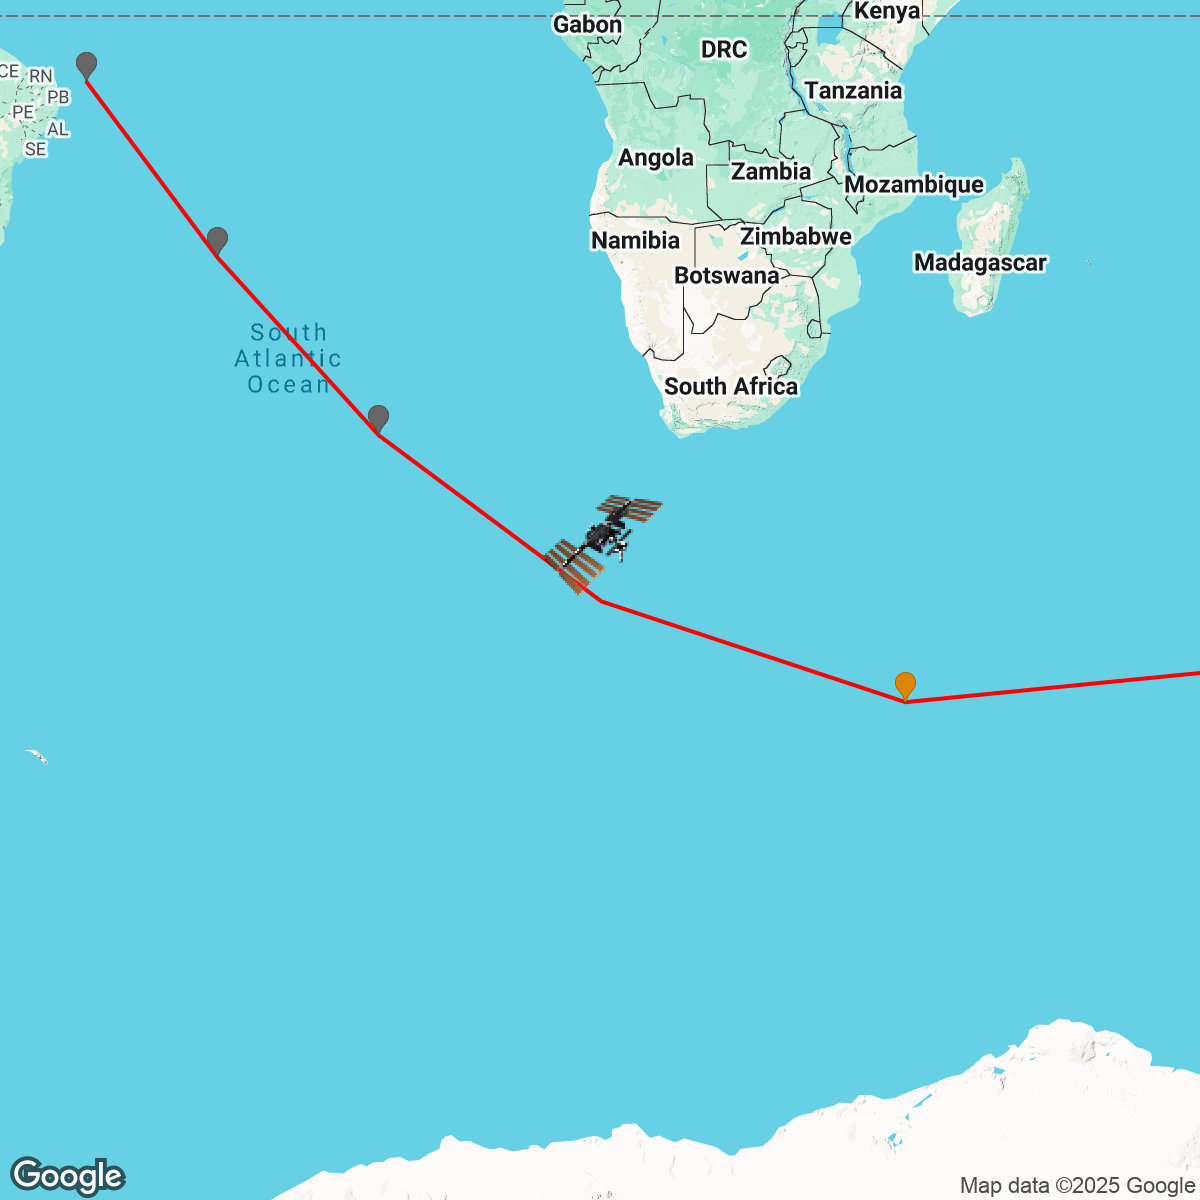 Gabon
Kenya
DRC
CE
RN
Tanzania
PB
PE
AL
SE
Angola
Zambia
Mozambique
Namibia
Zimbabwe
Madagascar
Botswana
South
Atlantic
Ocean
South Africa
Google
Map data ©2025 Google